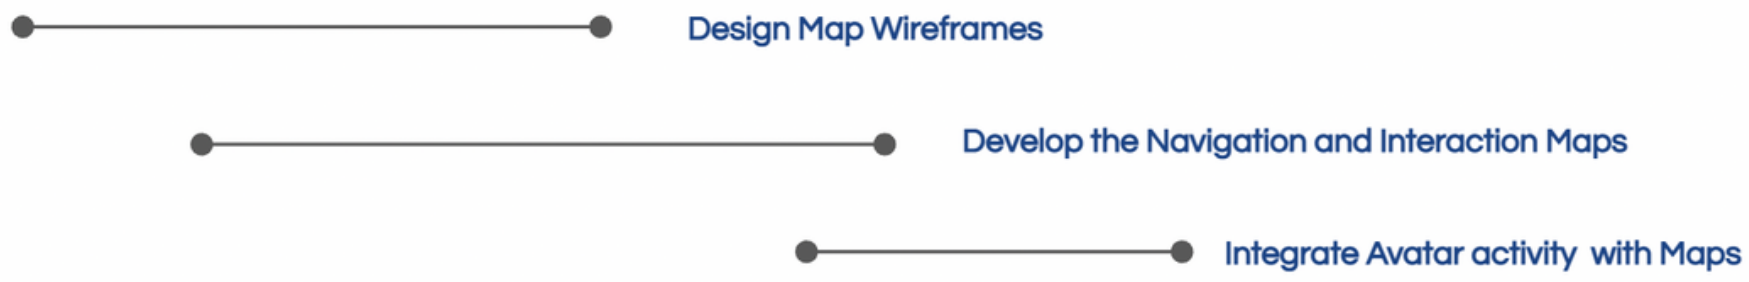 Design Map Wireframes
Develop the Navigation and Interaction Maps
Integrate Avatar activity  with Maps